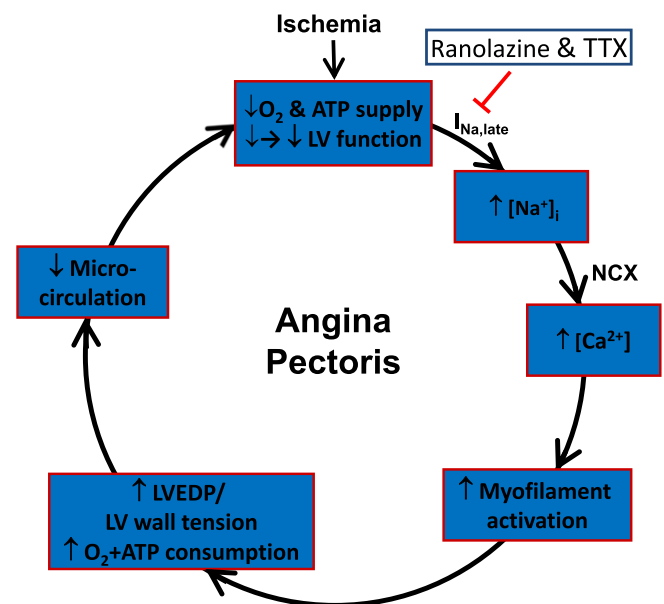 Ischemia
Ranolazine & TTX
↓O₂ & ATP supply
↓→ ↓ LV function
I_Na,late
↑ [Na⁺]ᵢ
NCX
↑ [Ca²⁺]
↑ Myofilament
activation
↑ LVEDP/
LV wall tension
↑ O₂+ATP consumption
↓ Micro-
circulation
Angina
Pectoris